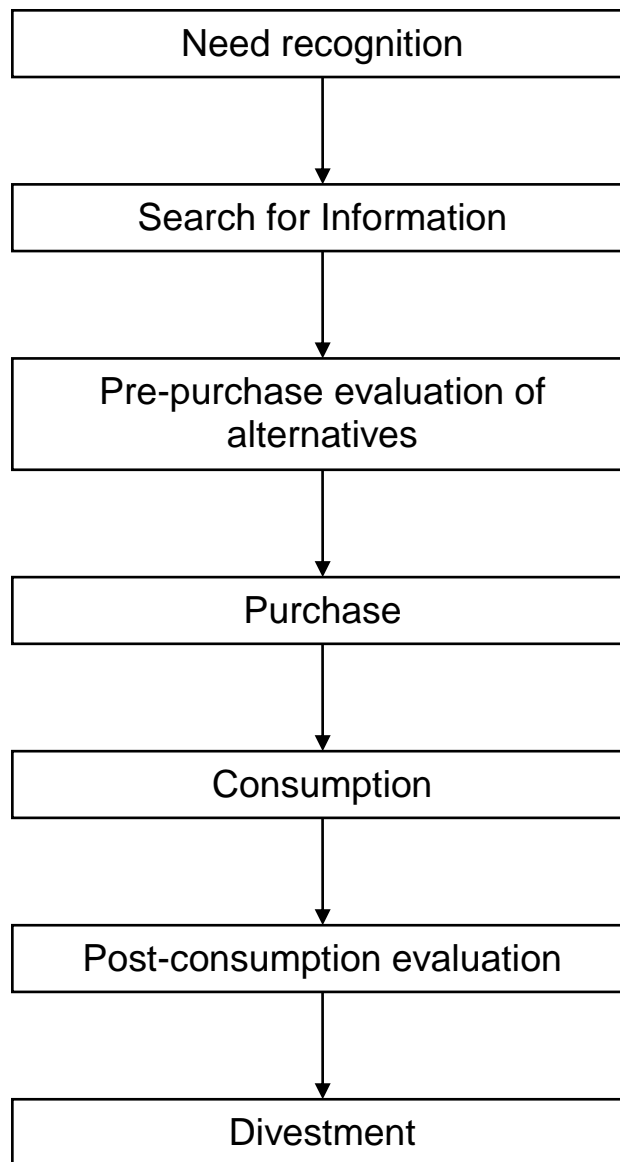 Need recognition
Search for Information
Pre-purchase evaluation of
alternatives
Purchase
Consumption
Post-consumption evaluation
Divestment